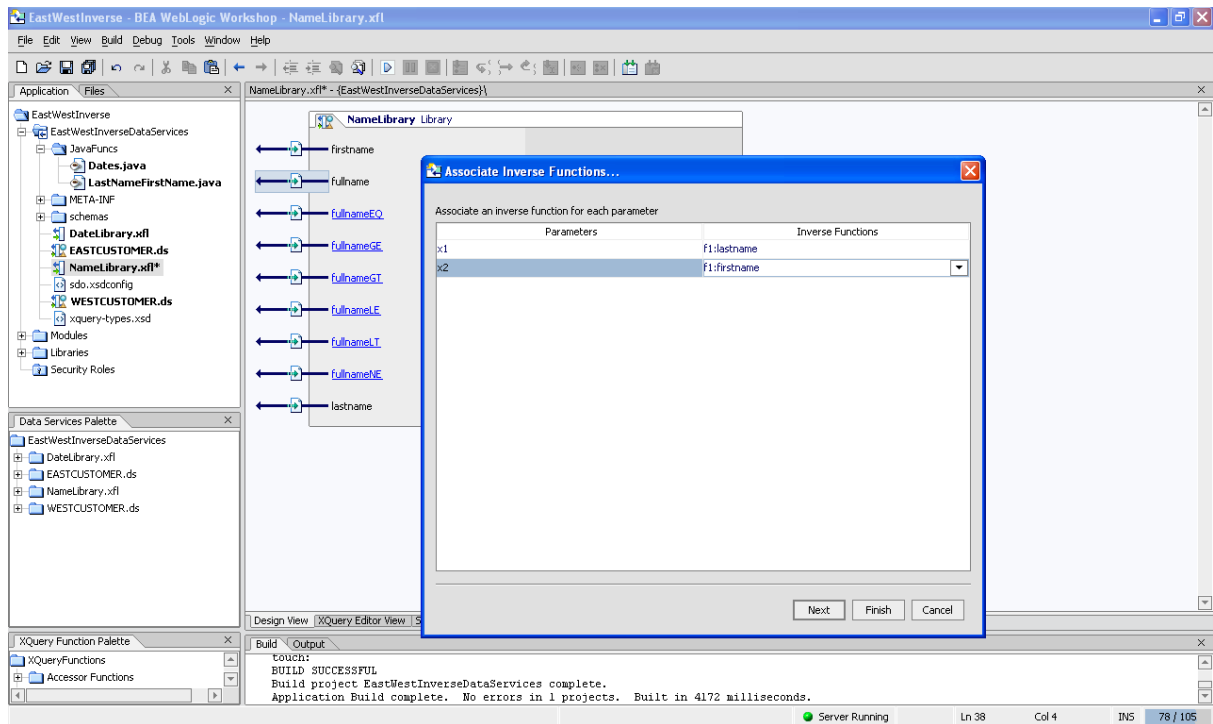 EastWestInverse - BEA WebLogic Workshop - NameLibrary.xfl
File Edit View Build Debug Tools Window Help
Application Files
NameLibrary.xfl* - {EastWestInverseDataServices}\
EastWestInverse
EastWestInverseDataServices
JavaFuncs
Dates.java
LastNameFirstName.java
META-INF
schemas
DateLibrary.xfl
EASTCUSTOMER.ds
NameLibrary.xfl*
sdo.xsdconfig
WESTCUSTOMER.ds
xquery-types.xsd
Modules
Libraries
Security Roles
NameLibrary Library
firstname
fullname
fullnameEQ
fullnameGE
fullnameGT
fullnameLE
fullnameLT
fullnameNE
lastname
Associate Inverse Functions...
Associate an inverse function for each parameter
Parameters Inverse Functions
x1 f1:lastname
x2 f1:firstname
Next Finish Cancel
Data Services Palette
EastWestInverseDataServices
DateLibrary.xfl
EASTCUSTOMER.ds
NameLibrary.xfl
WESTCUSTOMER.ds
Design View XQuery Editor View S
XQuery Function Palette
XQueryFunctions
Accessor Functions
Build Output
touch:
BUILD SUCCESSFUL
Build project EastWestInverseDataServices complete.
Application Build complete. No errors in 1 projects. Built in 4172 milliseconds.
Server Running Ln 38 Col 4 INS 78 / 105